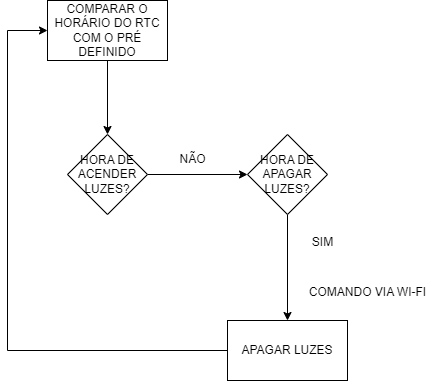 COMPARAR O
HORÁRIO DO RTC
COM O PRÉ
DEFINIDO
HORA DE
ACENDER
LUZES?
NÃO
HORA DE
APAGAR
LUZES?
SIM
COMANDO VIA WI-FI
APAGAR LUZES